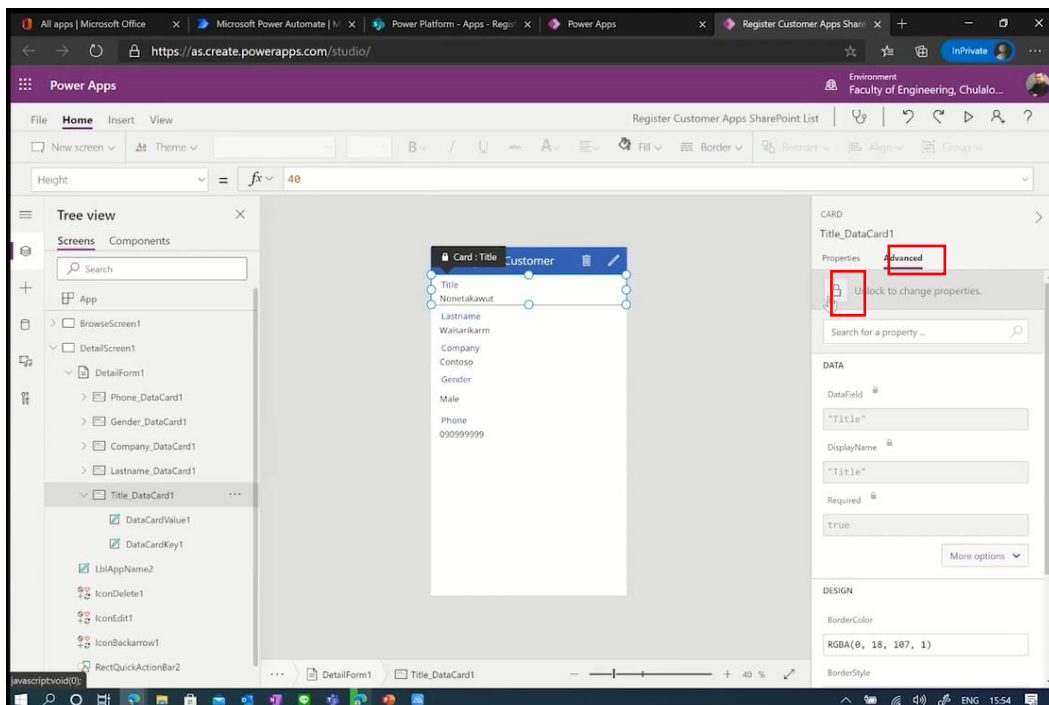 All apps | Microsoft Office
Microsoft Power Automate | M
Power Platform - Apps - Regist
Power Apps
Register Customer Apps Share
https://as.create.powerapps.com/studio/
InPrivate
Power Apps
Environment
Faculty of Engineering, Chulalo...
File Home Insert View
Register Customer Apps SharePoint List
New screen
Theme
B / U A Fill Border Reorder Align Group
Height = fx 40
Tree view
Screens Components
Search
App
BrowseScreen1
DetailScreen1
DetailForm1
Phone_DataCard1
Gender_DataCard1
Company_DataCard1
Lastname_DataCard1
Title_DataCard1 ...
DataCardValue1
DataCardKey1
LblAppName2
IconDelete1
IconEdit1
IconBackarrow1
RectQuickActionBar2
javascript:void(0);
Card : Title
Customer
Title
Nonetakawut
Lastname
Waisarikarm
Company
Contoso
Gender
Male
Phone
090999999
... DetailForm1 Title_DataCard1
− + 40 %
CARD
Title_DataCard1
Properties Advanced
Unlock to change properties.
Search for a property ...
DATA
DataField
"Title"
DisplayName
"Title"
Required
true
More options
DESIGN
BorderColor
RGBA(0, 18, 107, 1)
BorderStyle
ENG 15:54